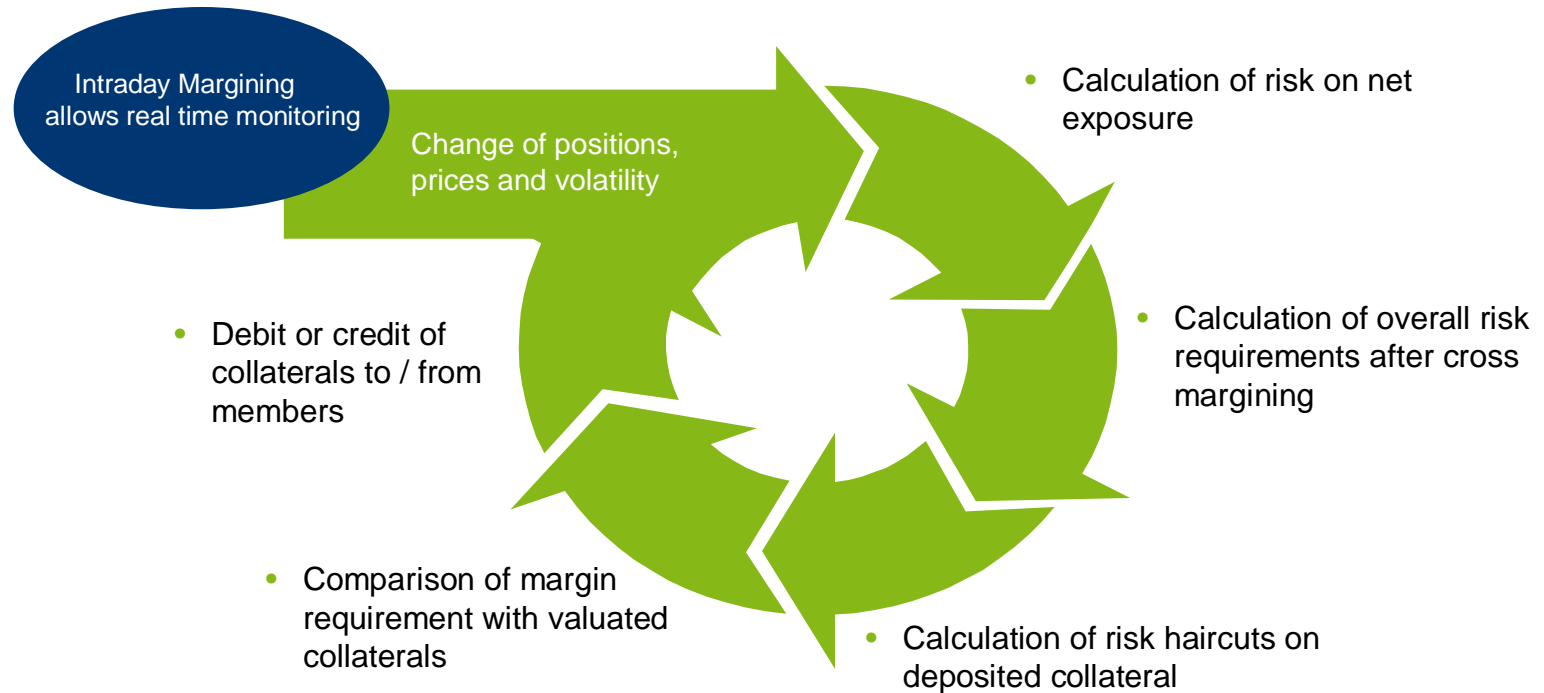 Intraday Margining
allows real time monitoring
Change of positions,
prices and volatility
• Calculation of risk on net
exposure
• Calculation of overall risk
requirements after cross
margining
• Calculation of risk haircuts on
deposited collateral
• Comparison of margin
requirement with valuated
collaterals
• Debit or credit of
collaterals to / from
members